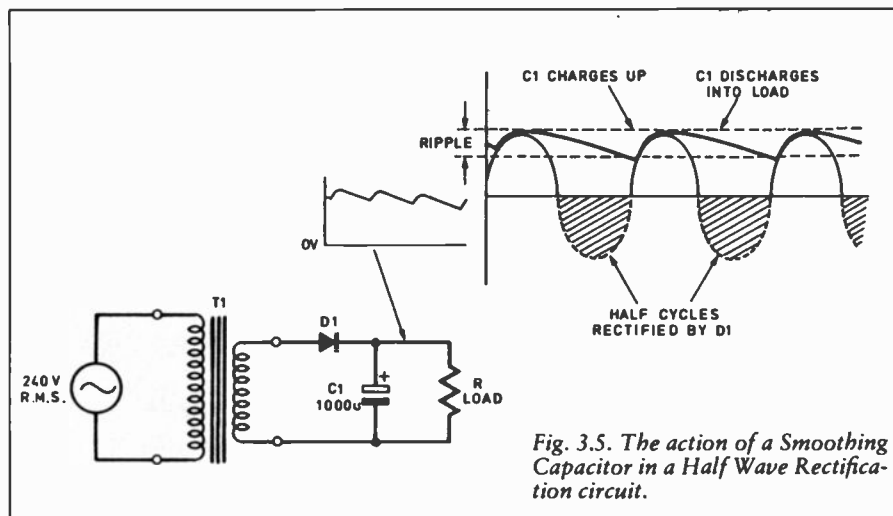 C1 CHARGES UP
C1 DISCHARGES
INTO LOAD
RIPPLE
OV
HALF CYCLES
RECTIFIED BY D1
T1
D1
240 V
R.M.S.
C1
1000u
+
R
LOAD
Fig. 3.5. The action of a Smoothing
Capacitor in a Half Wave Rectifica-
tion circuit.